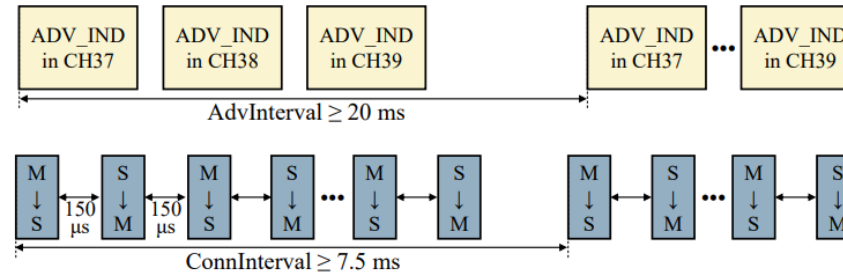 ADV_IND
in CH37
ADV_IND
in CH38
ADV_IND
in CH39
ADV_IND
in CH37
•••
ADV_IND
in CH39
AdvInterval ≥ 20 ms
M
↓
S
150
μs
S
↓
M
150
μs
M
↓
S
S
↓
M
•••
M
↓
S
S
↓
M
M
↓
S
S
↓
M
•••
M
↓
S
S
↓
M
ConnInterval ≥ 7.5 ms